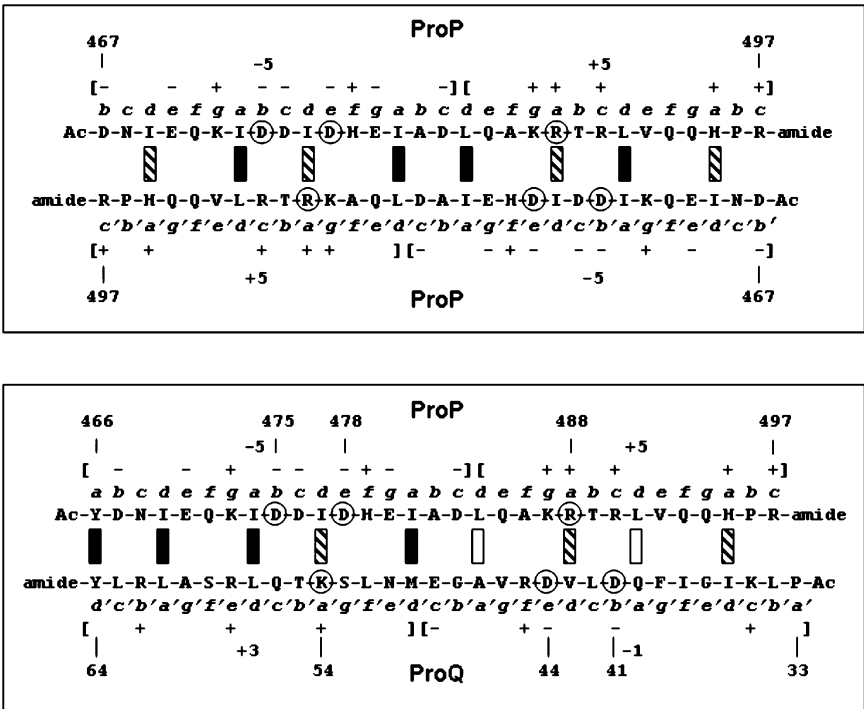 ProP
467 497
-5 +5
[- - + - - - + - -][ + + + + +]
b c d e f g a b c d e f g a b c d e f g a b c d e f g a b c
Ac-D-N-I-E-Q-K-I-D-D-I-D-H-E-I-A-D-L-Q-A-K-R-T-R-L-V-Q-Q-H-P-R-amide
amide-R-P-H-Q-Q-V-L-R-T-R-K-A-Q-L-D-A-I-E-H-D-I-D-D-I-K-Q-E-I-N-D-Ac
c'b'a'g'f'e'd'c'b'a'g'f'e'd'c'b'a'g'f'e'd'c'b'a'g'f'e'd'c'b'
[+ + + + + ][- - + - - - + - -]
+5 -5
497 ProP 467
ProP
466 475 478 488 497
-5 +5
[ - - + - - - + - -][ + + + + +]
a b c d e f g a b c d e f g a b c d e f g a b c d e f g a b c
Ac-Y-D-N-I-E-Q-K-I-D-D-I-D-H-E-I-A-D-L-Q-A-K-R-T-R-L-V-Q-Q-H-P-R-amide
amide-Y-L-R-L-A-S-R-L-Q-T-K-S-L-N-M-E-G-A-V-R-D-V-L-D-Q-F-I-G-I-K-L-P-Ac
d'c'b'a'g'f'e'd'c'b'a'g'f'e'd'c'b'a'g'f'e'd'c'b'a'g'f'e'd'c'b'a'
[ + + + ][- + - - + ]
+3 -1
64 54 ProQ 44 41 33